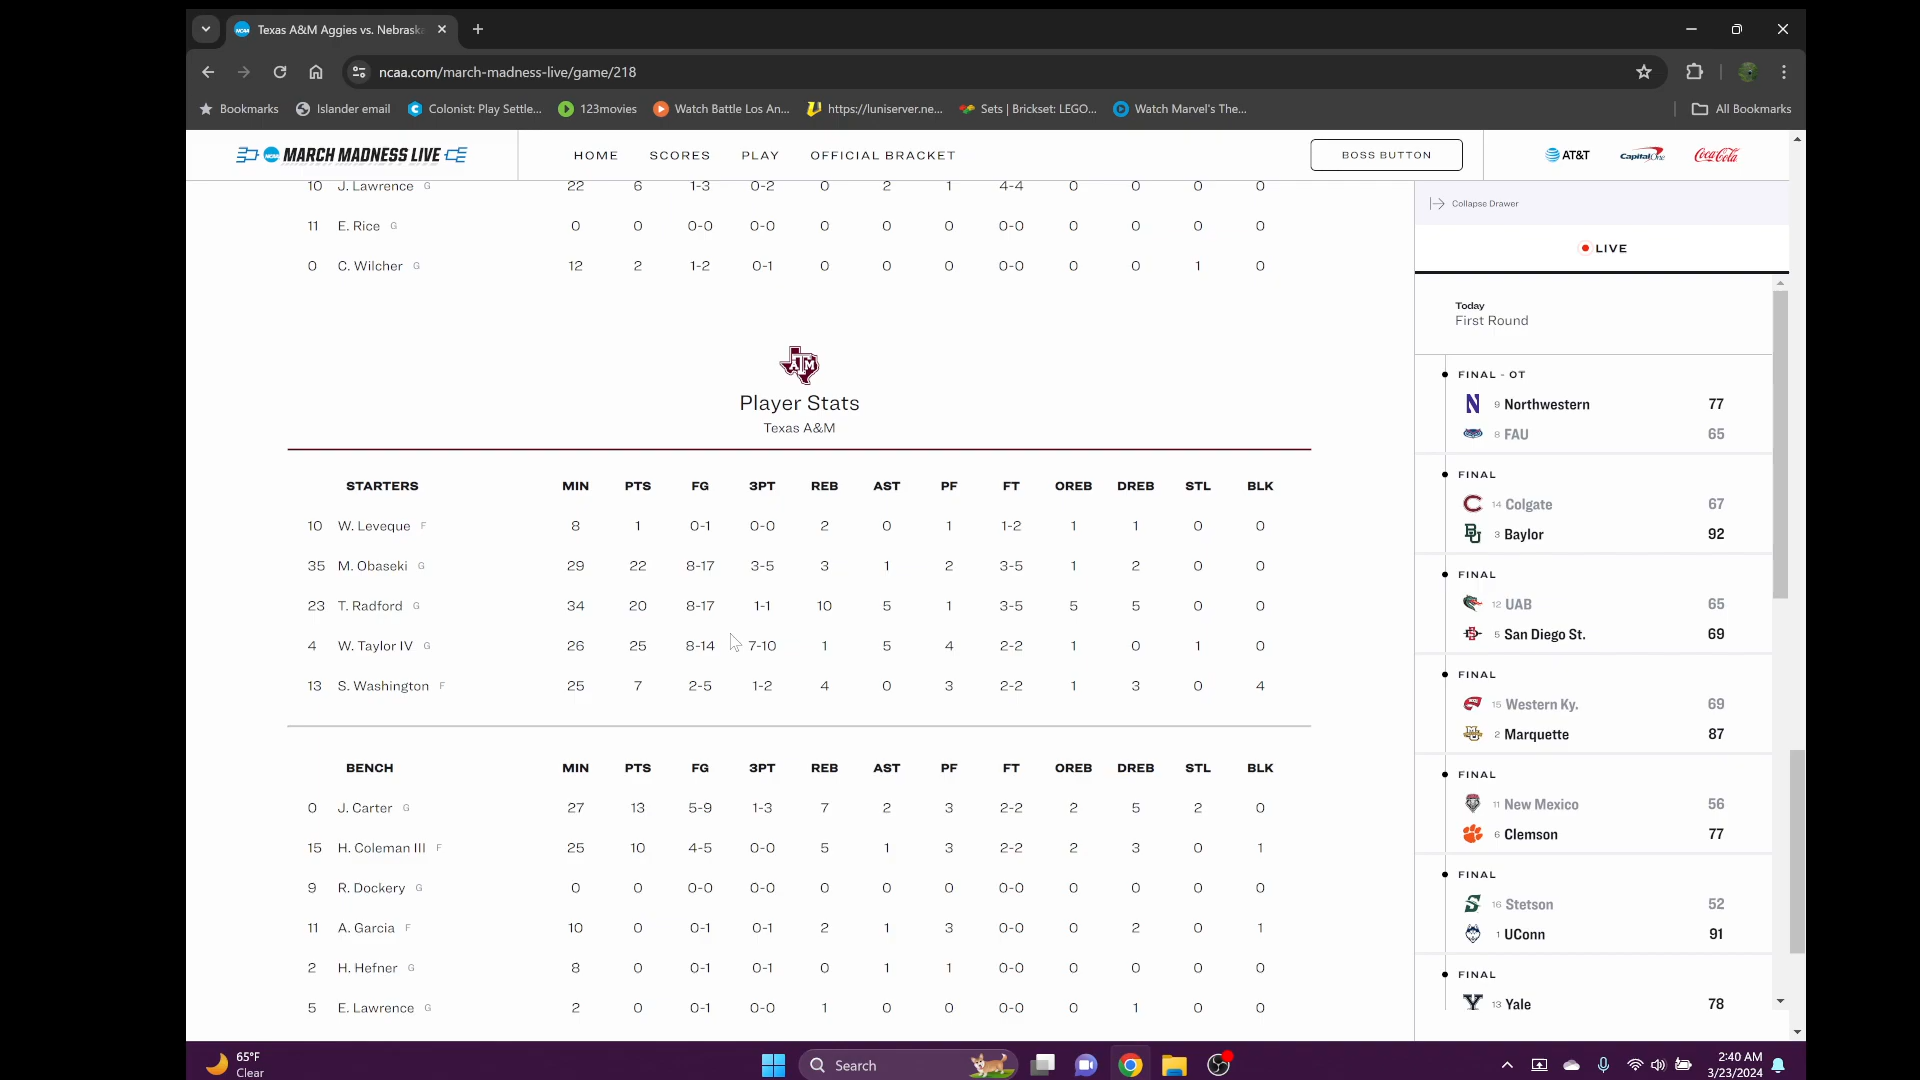 Texas A&M Aggies vs. Nebraska
ncaa.com/march-madness-live/game/218
Bookmarks Islander email Colonist: Play Settle... 123movies Watch Battle Los An... https://luniserver.ne... Sets | Brickset: LEGO... Watch Marvel's The... All Bookmarks
NCAA MARCH MADNESS LIVE HOME SCORES PLAY OFFICIAL BRACKET BOSS BUTTON AT&T Capital One Coca-Cola
10 J. Lawrence G 22 6 1-3 0-2 0 2 1 4-4 0 0 0 0
11 E. Rice G 0 0 0-0 0-0 0 0 0 0-0 0 0 0 0
0 C. Wilcher G 12 2 1-2 0-1 0 0 0 0-0 0 0 1 0
A&M
Player Stats
Texas A&M
STARTERS MIN PTS FG 3PT REB AST PF FT OREB DREB STL BLK
10 W. Leveque F 8 1 0-1 0-0 2 0 1 1-2 1 1 0 0
35 M. Obaseki G 29 22 8-17 3-5 3 1 2 3-5 1 2 0 0
23 T. Radford G 34 20 8-17 1-1 10 5 1 3-5 5 5 0 0
4 W. Taylor IV G 26 25 8-14 7-10 1 5 4 2-2 1 0 1 0
13 S. Washington F 25 7 2-5 1-2 4 0 3 2-2 1 3 0 4
BENCH MIN PTS FG 3PT REB AST PF FT OREB DREB STL BLK
0 J. Carter G 27 13 5-9 1-3 7 2 3 2-2 2 5 2 0
15 H. Coleman III F 25 10 4-5 0-0 5 1 3 2-2 2 3 0 1
9 R. Dockery G 0 0 0-0 0-0 0 0 0 0-0 0 0 0 0
11 A. Garcia F 10 0 0-1 0-1 2 1 3 0-0 0 2 0 1
2 H. Hefner G 8 0 0-1 0-1 0 1 1 0-0 0 0 0 0
5 E. Lawrence G 2 0 0-1 0-0 1 0 0 0-0 0 1 0 0
Collapse Drawer
LIVE
Today
First Round
FINAL - OT
9 Northwestern 77
8 FAU 65
FINAL
14 Colgate 67
3 Baylor 92
FINAL
12 UAB 65
5 San Diego St. 69
FINAL
15 Western Ky. 69
2 Marquette 87
FINAL
11 New Mexico 56
6 Clemson 77
FINAL
16 Stetson 52
1 UConn 91
FINAL
13 Yale 78
65°F
Clear
Search
2:40 AM
3/23/2024